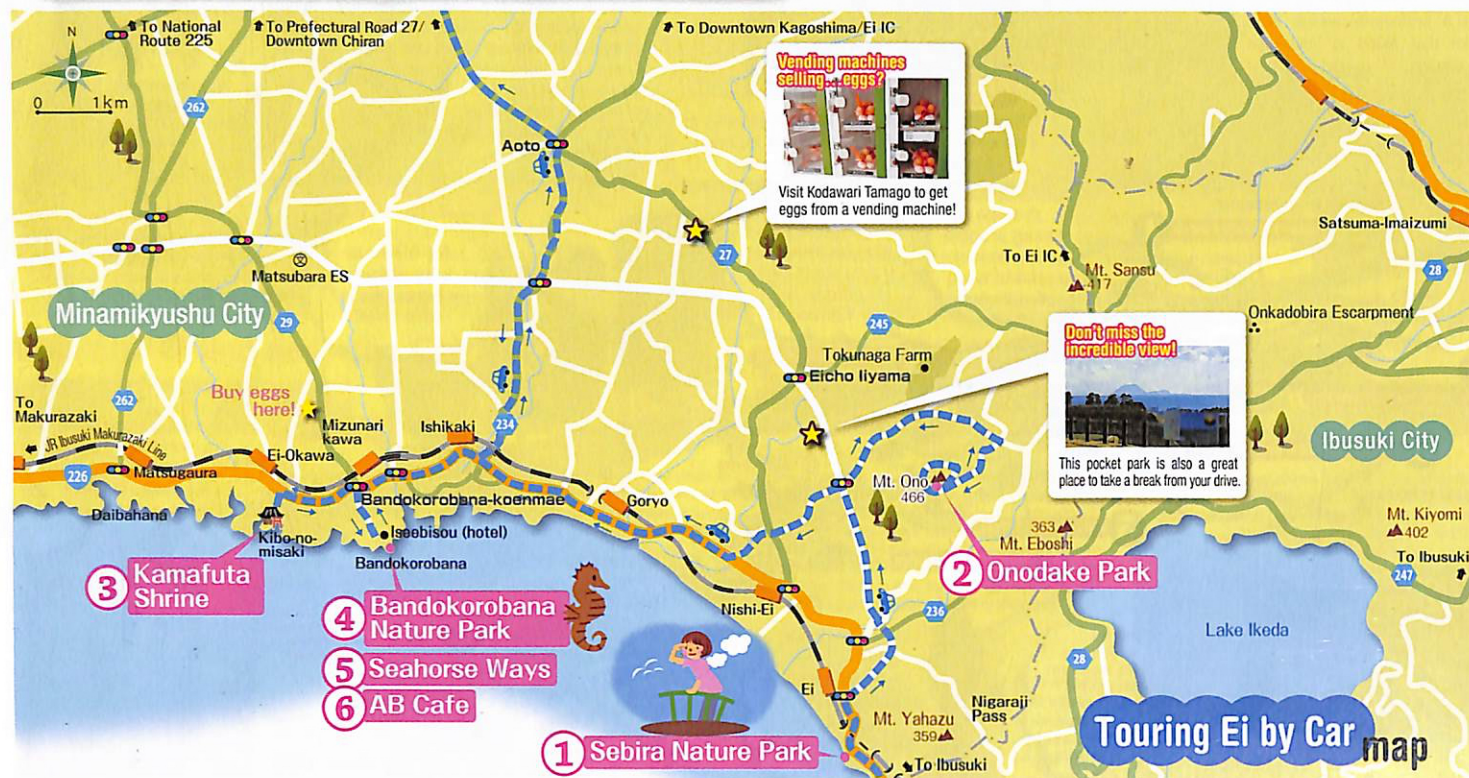 To National
Route 225
To Prefectural Road 27/
Downtown Chiran
To Downtown Kagoshima/Ei IC
N
0 1km
262
Vending machines
selling...eggs?
Visit Kodawari Tamago to get
eggs from a vending machine!
Aoto
27
Satsuma-Imaizumi
To Ei IC
Mt. Sansu
417
28
Matsubara ES
Minamikyushu City
29
Onkadobira Escarpment
245
Tokunaga Farm
Eicho Iiyama
Don't miss the
incredible view!
This pocket park is also a great
place to take a break from your drive.
Ibusuki City
Buy eggs
here!
262
To
Makurazaki
JR Ibusuki Makurazaki Line
Mizunari
kawa
Ishikaki
234
Ei-Okawa
226
Matsugaura
Bandokorobana-koenmae
Goryo
Mt. Ono
466
363
Mt. Eboshi
Mt. Kiyomi
402
To Ibusuki
247
Daibahana
Kibo-no-
misaki
Iseebisou (hotel)
Bandokorobana
3 Kamafuta
Shrine
2 Onodake Park
4 Bandokorobana
Nature Park
5 Seahorse Ways
6 AB Cafe
Nishi-Ei
236
Lake Ikeda
28
Ei
Nigaraji
Pass
Mt. Yahazu
359
1 Sebira Nature Park
To Ibusuki
Touring Ei by Car map